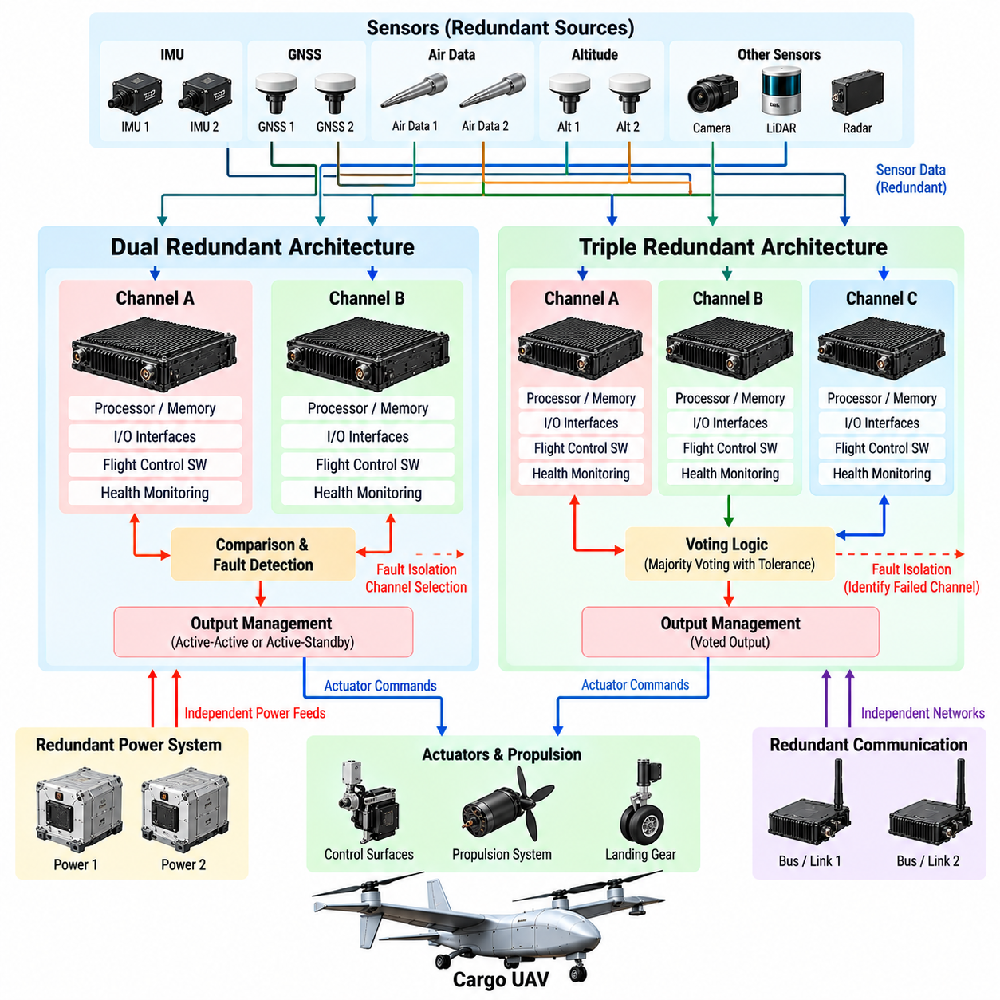 Sensors (Redundant Sources)
IMU
GNSS
Air Data
Altitude
Other Sensors
IMU 1
IMU 2
GNSS 1
GNSS 2
Air Data 1
Air Data 2
Alt 1
Alt 2
Camera
LiDAR
Radar
Sensor Data
(Redundant)
Dual Redundant Architecture
Channel A
Processor / Memory
I/O Interfaces
Flight Control SW
Health Monitoring
Channel B
Processor / Memory
I/O Interfaces
Flight Control SW
Health Monitoring
Comparison &
Fault Detection
Fault Isolation
Channel Selection
Output Management
(Active-Active or Active-Standby)
Triple Redundant Architecture
Channel A
Processor / Memory
I/O Interfaces
Flight Control SW
Health Monitoring
Channel B
Processor / Memory
I/O Interfaces
Flight Control SW
Health Monitoring
Channel C
Processor / Memory
I/O Interfaces
Flight Control SW
Health Monitoring
Voting Logic
(Majority Voting with Tolerance)
Fault Isolation
(Identify Failed Channel)
Output Management
(Voted Output)
Actuator Commands
Actuator Commands
Independent Power Feeds
Independent Networks
Redundant Power System
Power 1
Power 2
Actuators & Propulsion
Control Surfaces
Propulsion System
Landing Gear
Redundant Communication
Bus / Link 1
Bus / Link 2
Cargo UAV